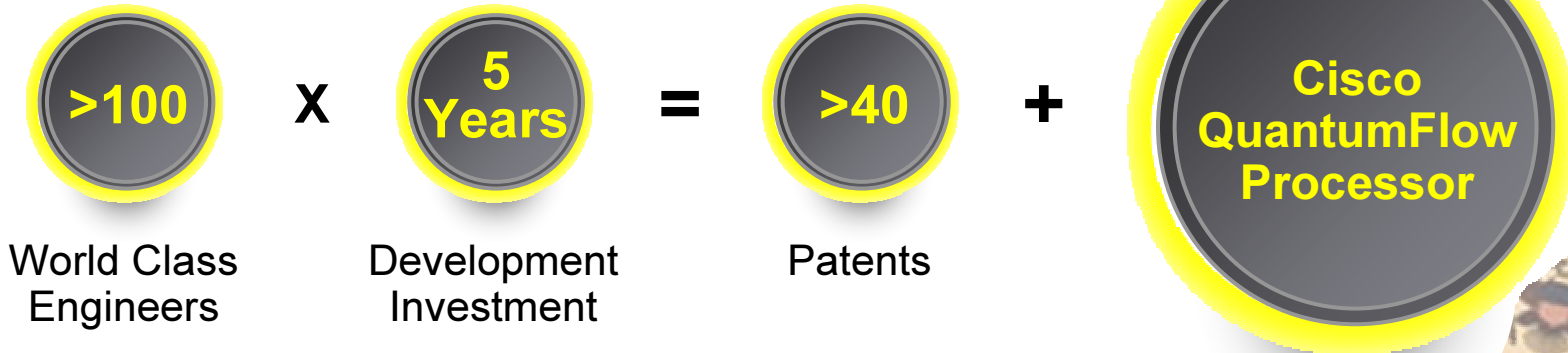 >100
X
5
Years
=
>40
+
Cisco
QuantumFlow
Processor
World Class
Engineers
Development
Investment
Patents